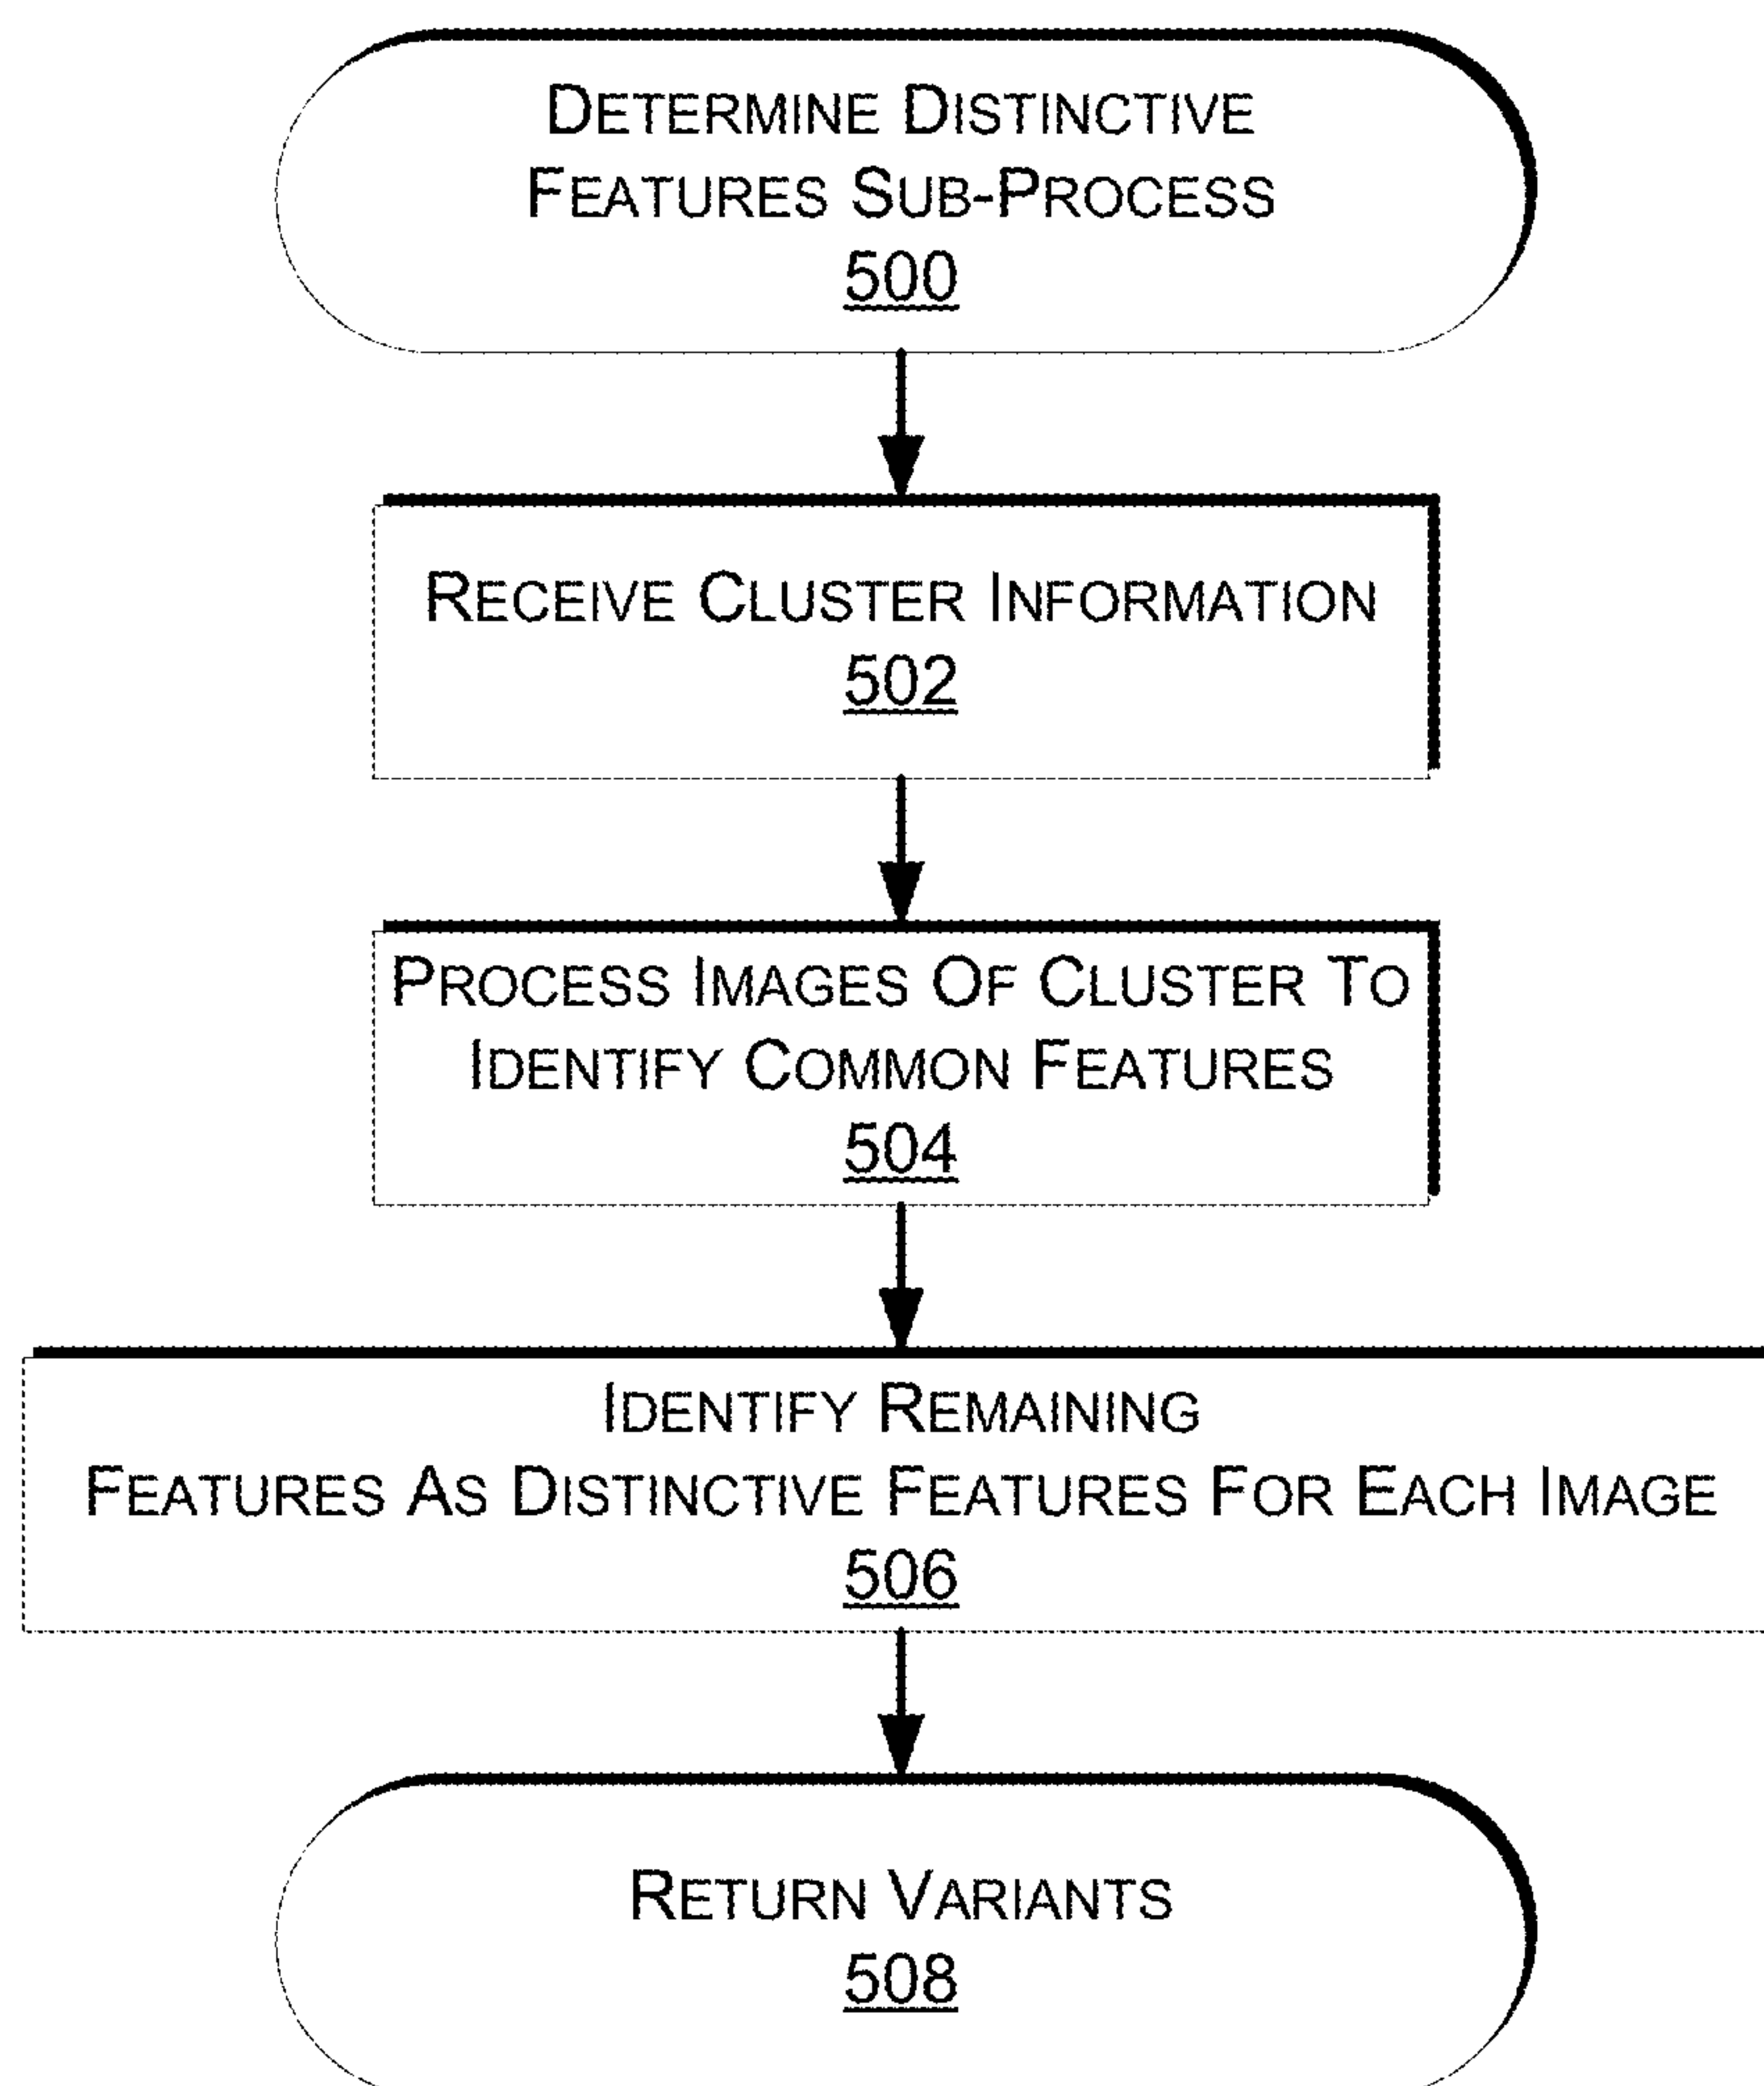 DETERMINE DISTINCTIVE
FEATURES SUB-PROCESS
500
RECEIVE CLUSTER INFORMATION
502
PROCESS IMAGES OF CLUSTER TO
IDENTIFY COMMON FEATURES
504
IDENTIFY REMAINING
FEATURES AS DISTINCTIVE FEATURES FOR EACH IMAGE
506
RETURN VARIANTS
508